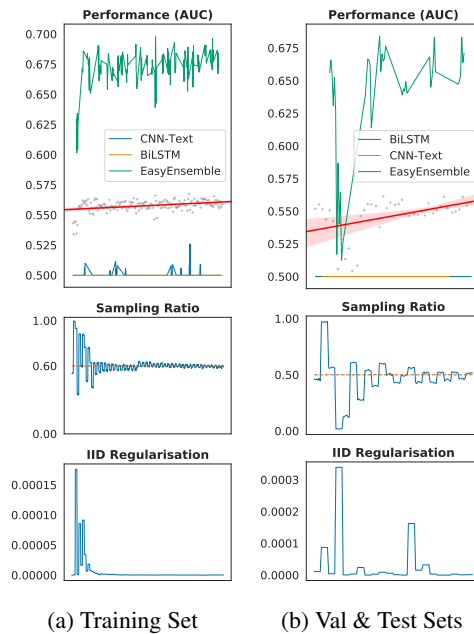 Performance (AUC)
0.700
0.675
0.650
0.625
0.600
0.575
0.550
0.525
0.500
CNN-Text
BiLSTM
EasyEnsemble
Sampling Ratio
1.00
0.60
0.00
IID Regularisation
0.00015
0.00010
0.00005
0.00000
(a) Training Set
Performance (AUC)
0.675
0.650
0.625
0.600
0.575
0.550
0.525
0.500
BiLSTM
CNN-Text
EasyEnsemble
Sampling Ratio
1.00
0.50
0.00
IID Regularisation
0.0003
0.0002
0.0001
0.0000
(b) Val & Test Sets